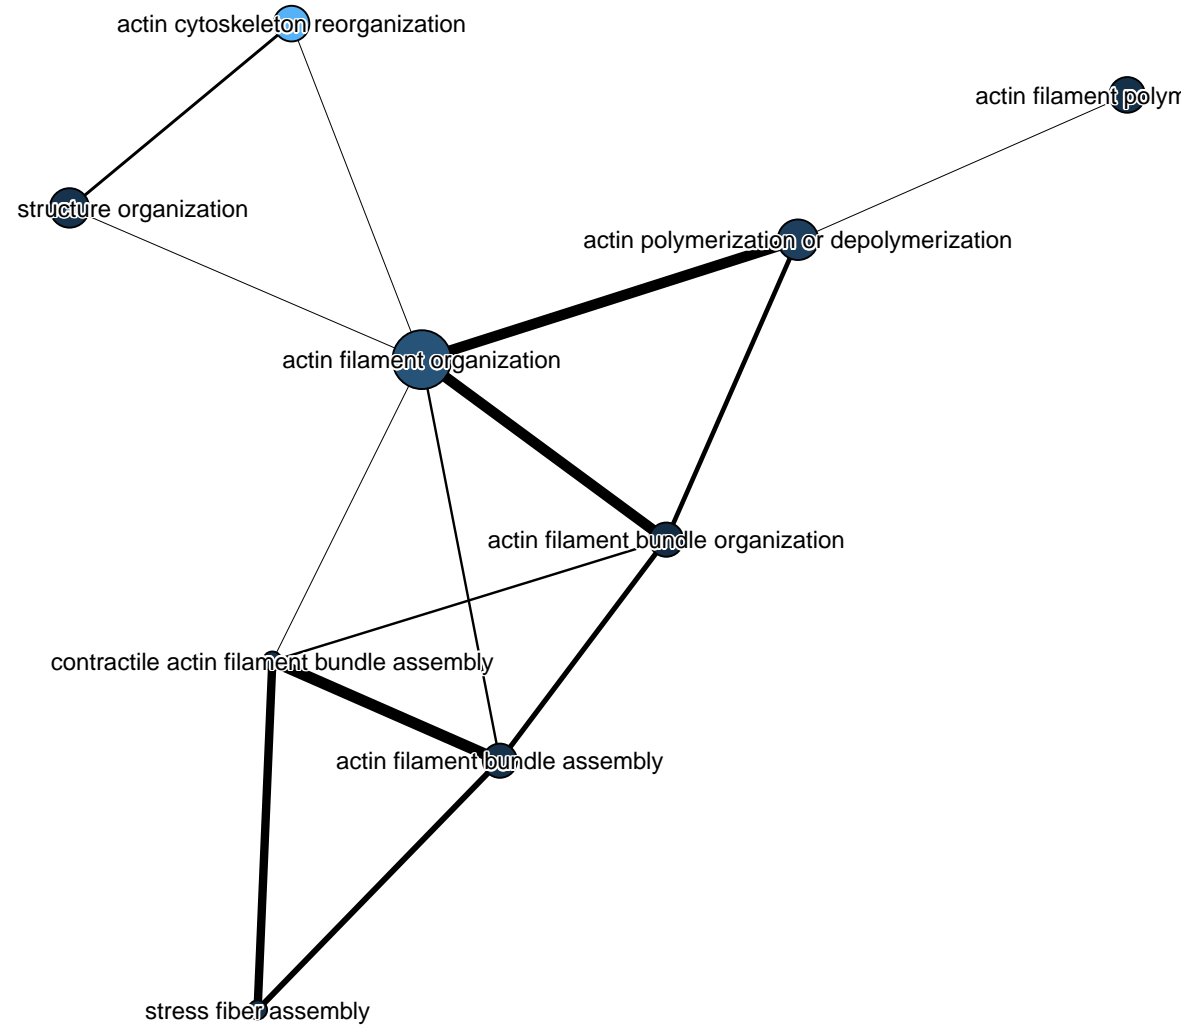 actin cytoskeleton reorganization
actin filament polym
structure organization
actin polymerization or depolymerization
actin filament organization
actin filament bundle organization
contractile actin filament bundle assembly
actin filament bundle assembly
stress fiber assembly